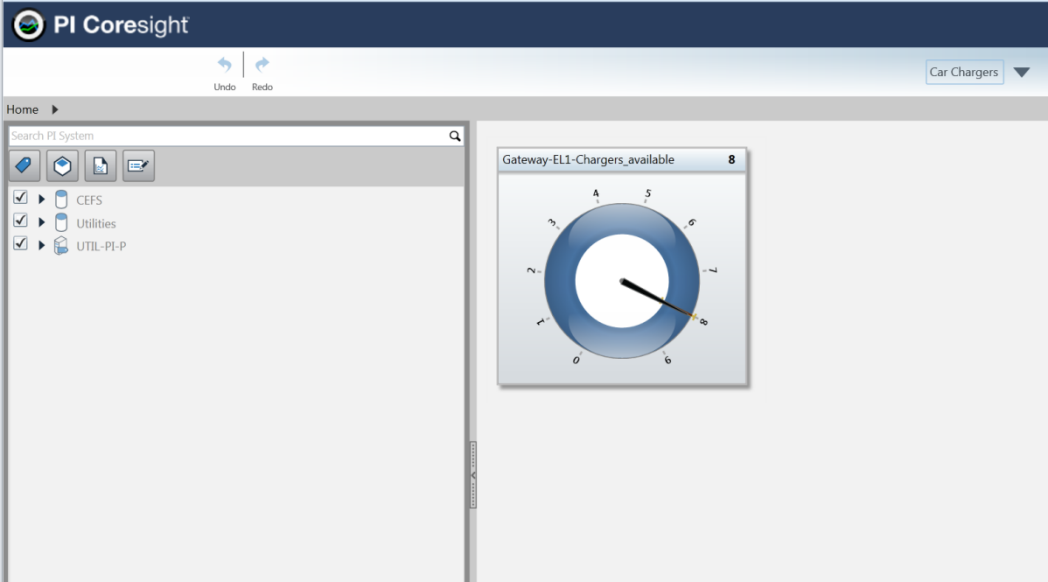 PI Coresight
Undo Redo
Car Chargers
Home
Search PI System
CEFS
Utilities
UTIL-PI-P
Gateway-EL1-Chargers_available 8
0
1
2
3
4
5
6
7
8
9